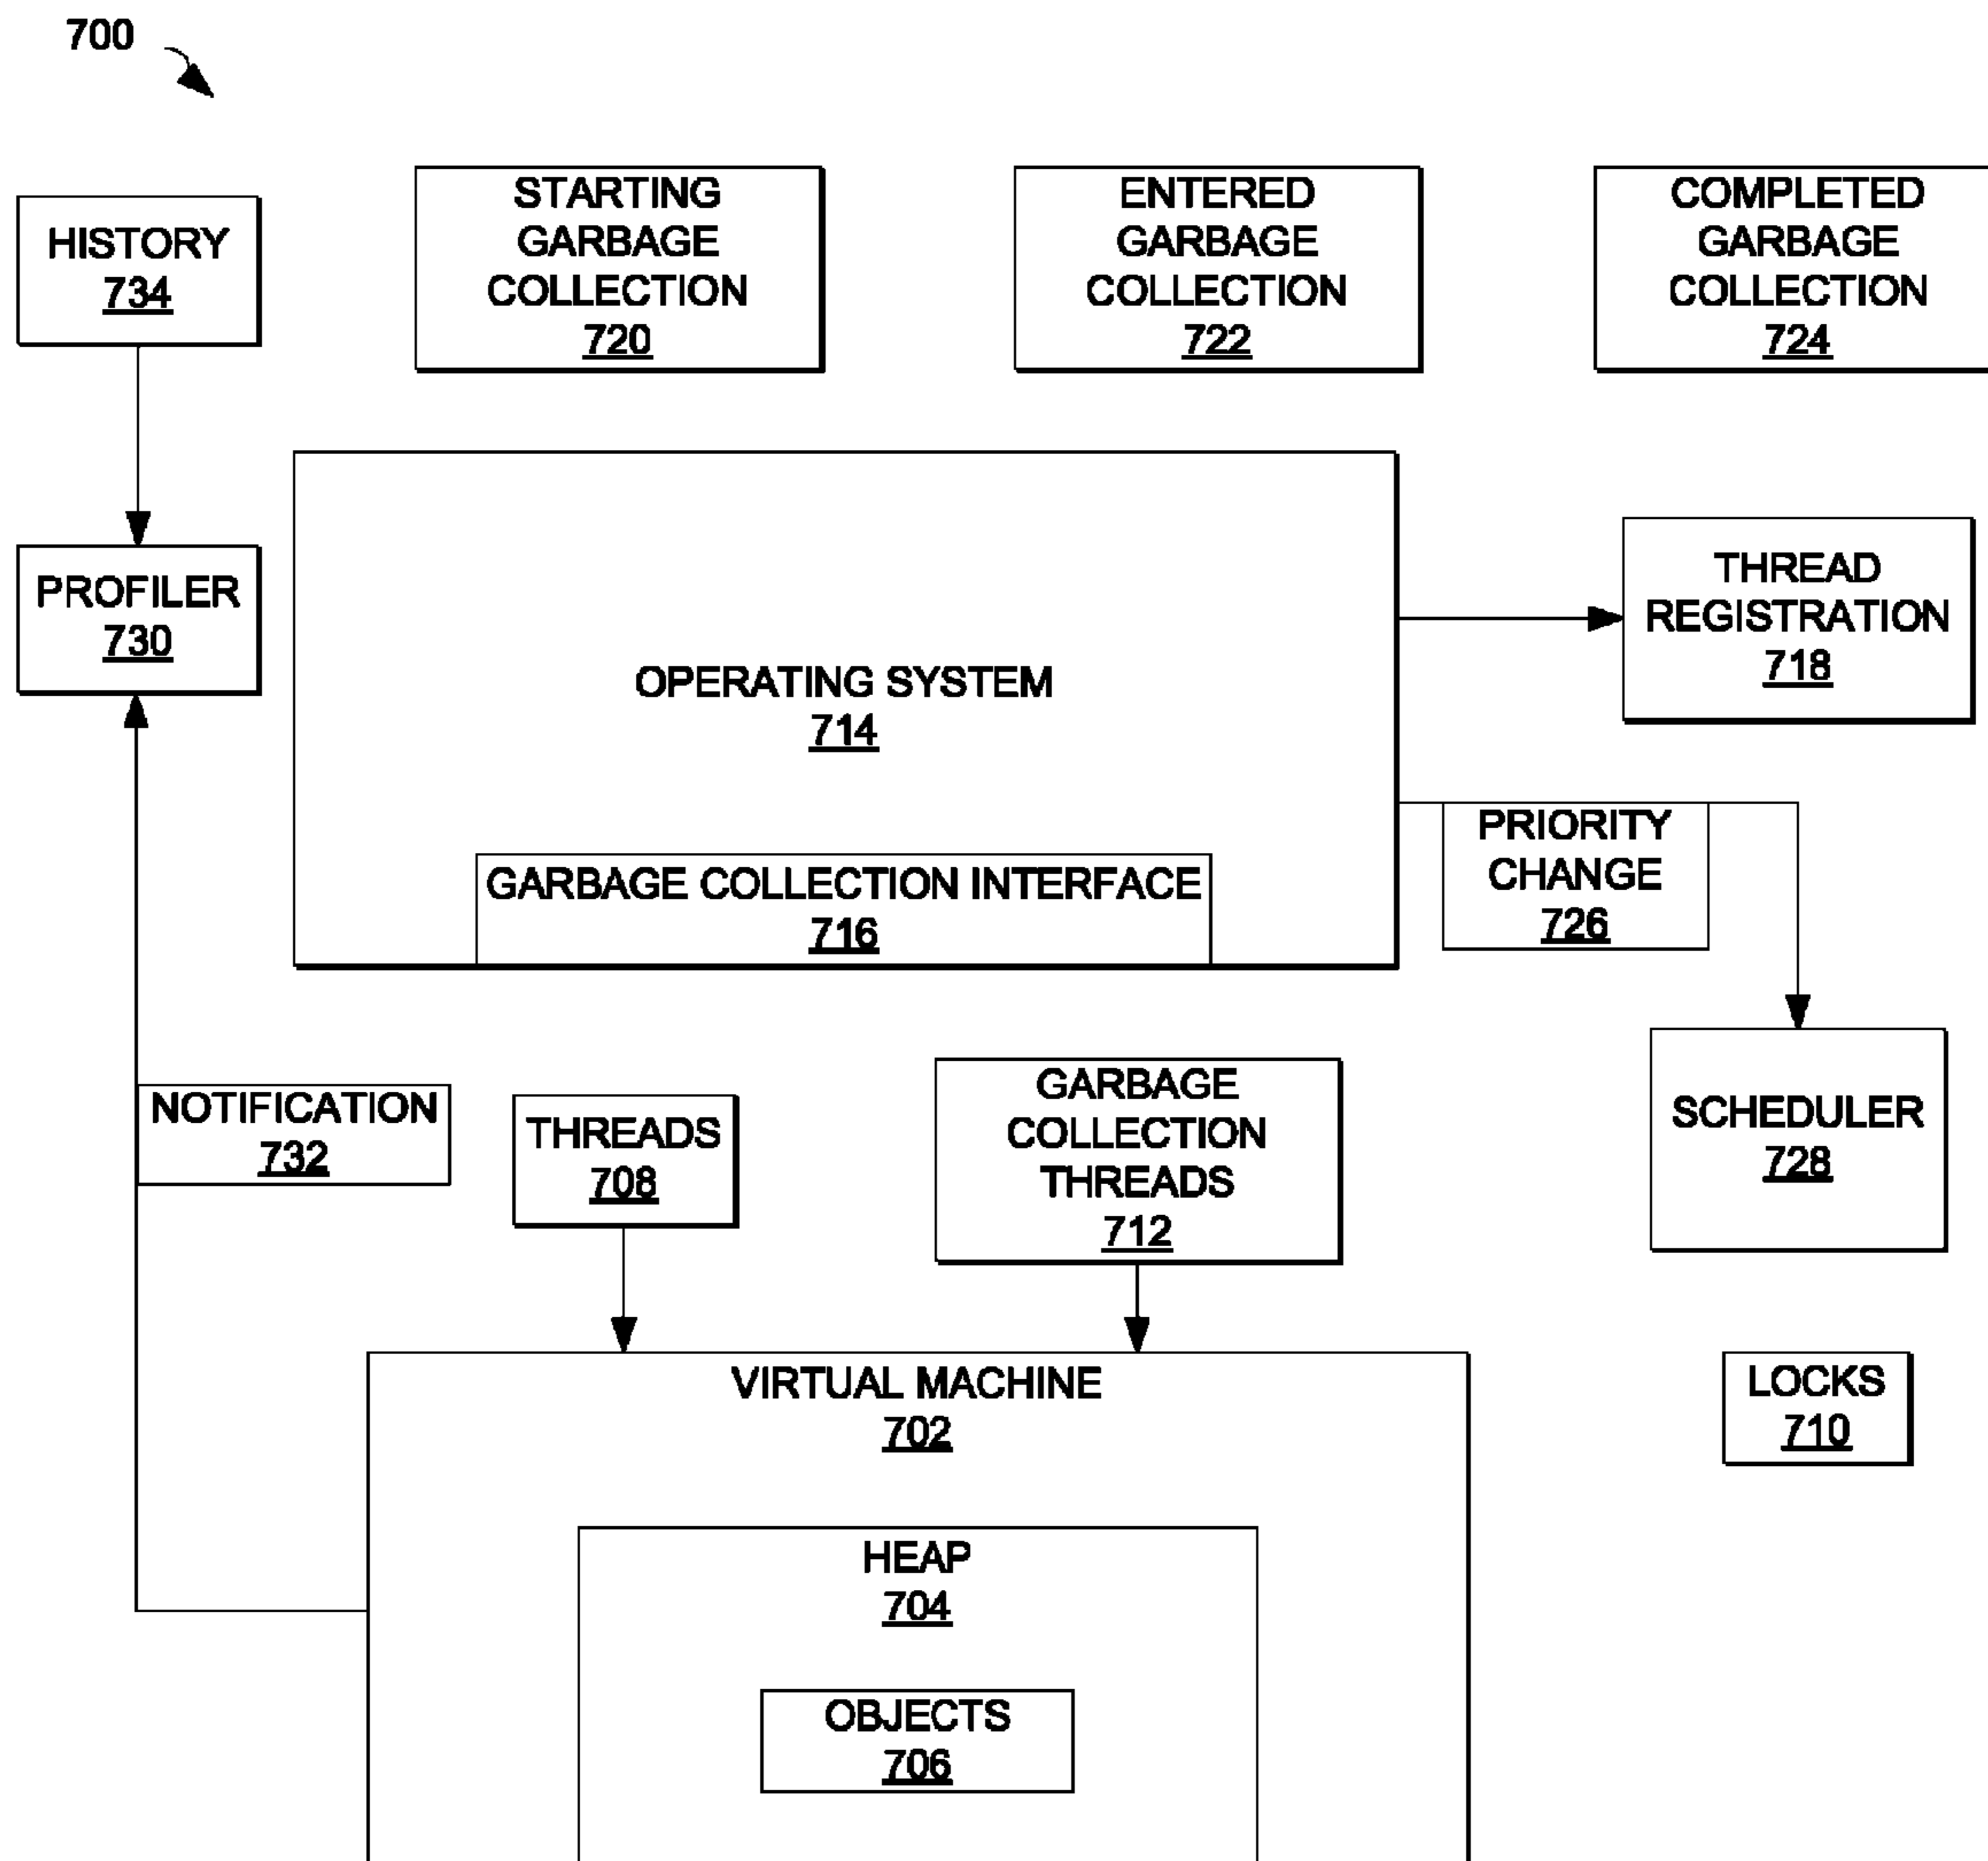 700
HISTORY
734
STARTING
GARBAGE
COLLECTION
720
ENTERED
GARBAGE
COLLECTION
722
COMPLETED
GARBAGE
COLLECTION
724
PROFILER
730
OPERATING SYSTEM
714
GARBAGE COLLECTION INTERFACE
716
THREAD
REGISTRATION
718
PRIORITY
CHANGE
726
NOTIFICATION
732
THREADS
708
GARBAGE
COLLECTION
THREADS
712
SCHEDULER
728
VIRTUAL MACHINE
702
LOCKS
710
HEAP
704
OBJECTS
706